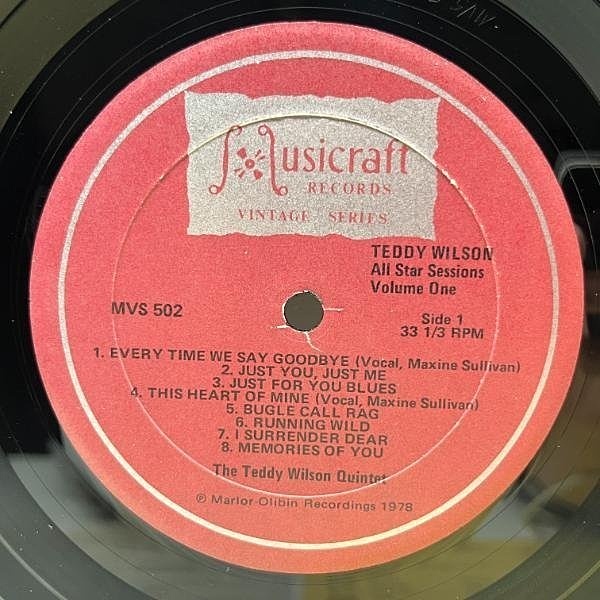 Musicraft
RECORDS
VINTAGE SERIES
TEDDY WILSON
All Star Sessions
Volume One
MVS 502
Side 1
33 1/3 RPM
1. EVERY TIME WE SAY GOODBYE (Vocal, Maxine Sullivan)
2. JUST YOU, JUST ME
3. JUST FOR YOU BLUES
4. THIS HEART OF MINE (Vocal, Maxine Sullivan)
5. BUGLE CALL RAG
6. RUNNING WILD
7. I SURRENDER DEAR
8. MEMORIES OF YOU
The Teddy Wilson Quintet
℗ Marlor-Olibin Recordings 1978